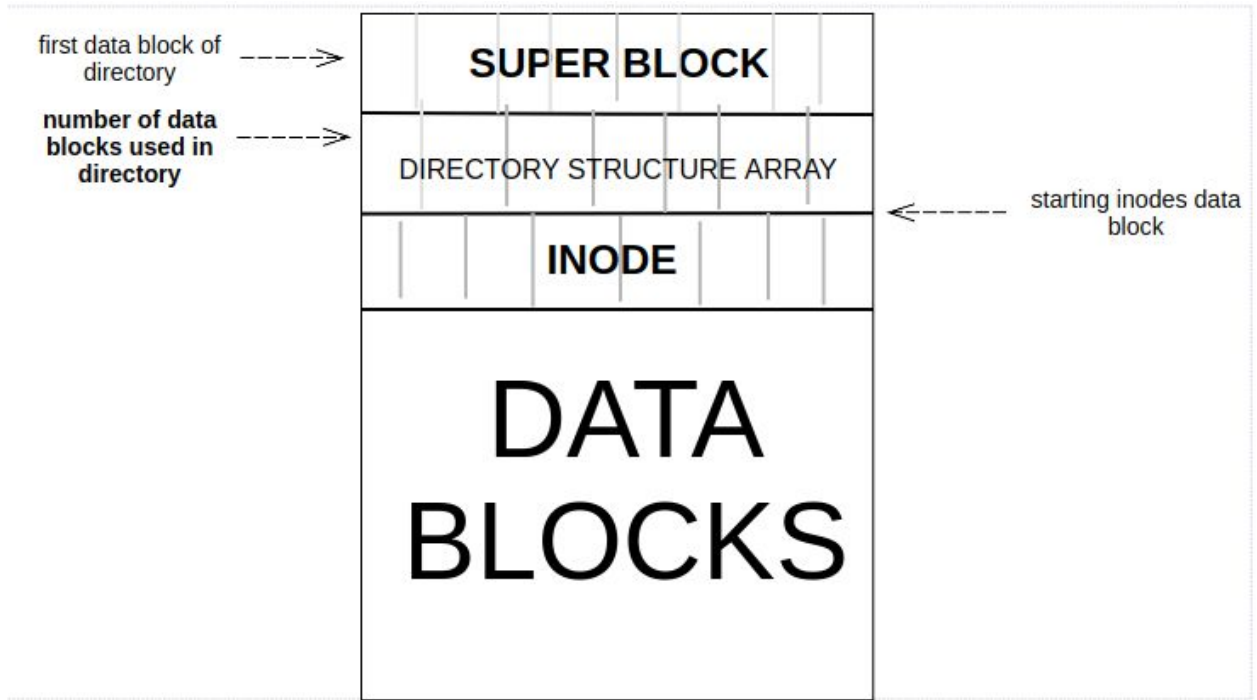 first data block of
directory
SUPER BLOCK
number of data
blocks used in
directory
DIRECTORY STRUCTURE ARRAY
starting inodes data
block
INODE
DATA
BLOCKS